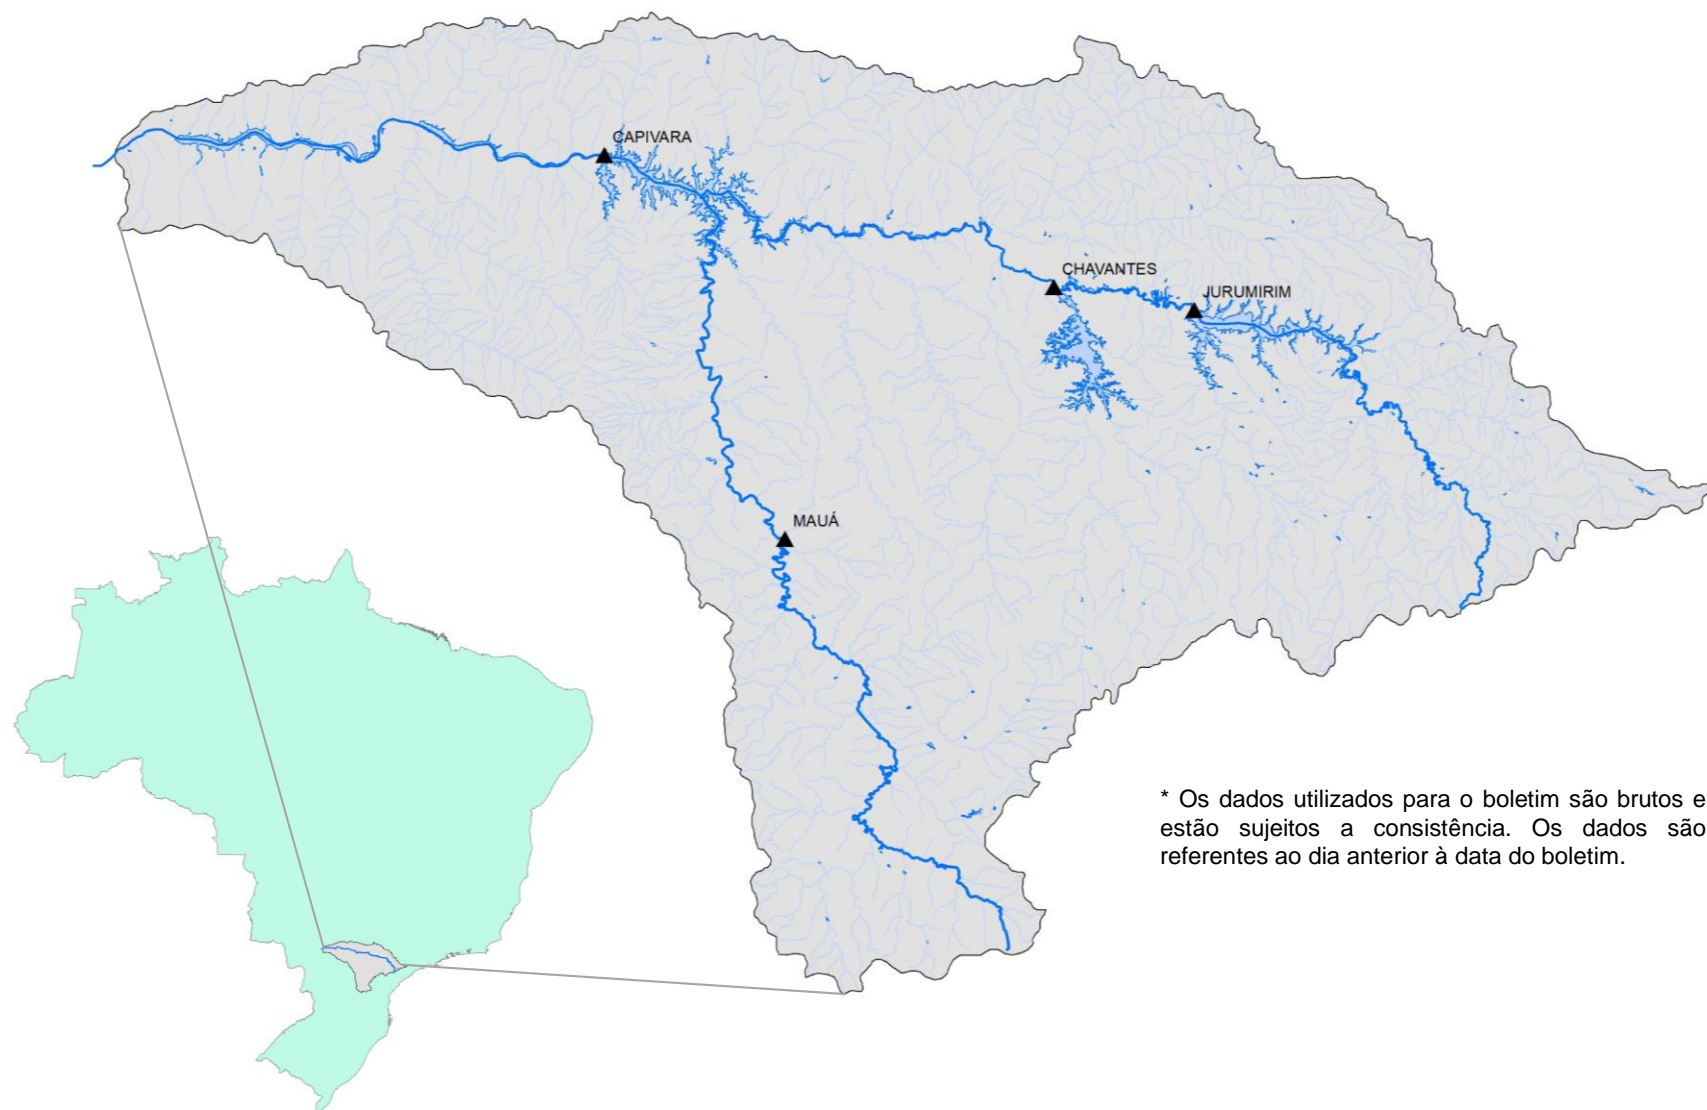 CAPIVARA
CHAVANTES
JURUMIRIM
MAUÁ
* Os dados utilizados para o boletim são brutos e
estão sujeitos a consistência. Os dados são
referentes ao dia anterior à data do boletim.